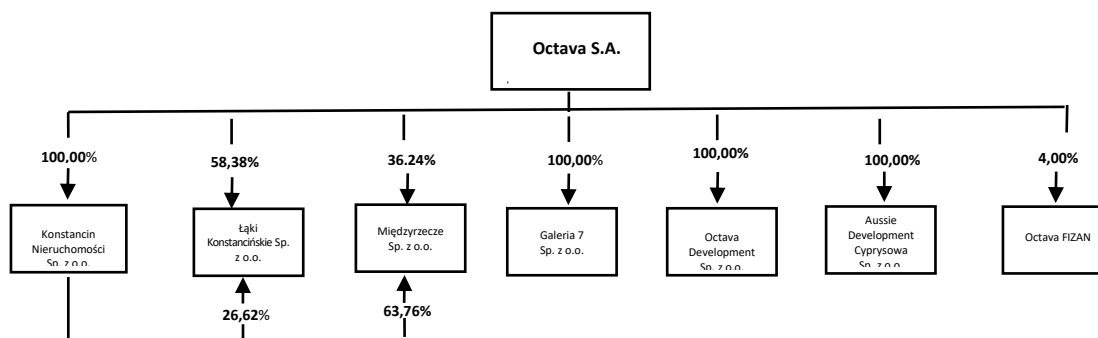 Octava S.A.
100,00%
58,38%
36.24%
100,00%
100,00%
100,00%
4,00%
Konstancin
Nieruchomości
Sp. z o.o.
Łąki
Konstancińskie Sp.
z o.o.
Międzyrzecze
Sp. z o.o.
Galeria 7
Sp. z o.o.
Octava
Development
Sp. z o.o.
Aussie
Development
Cyprysowa
Sp. z o.o.
Octava FIZAN
26,62%
63,76%